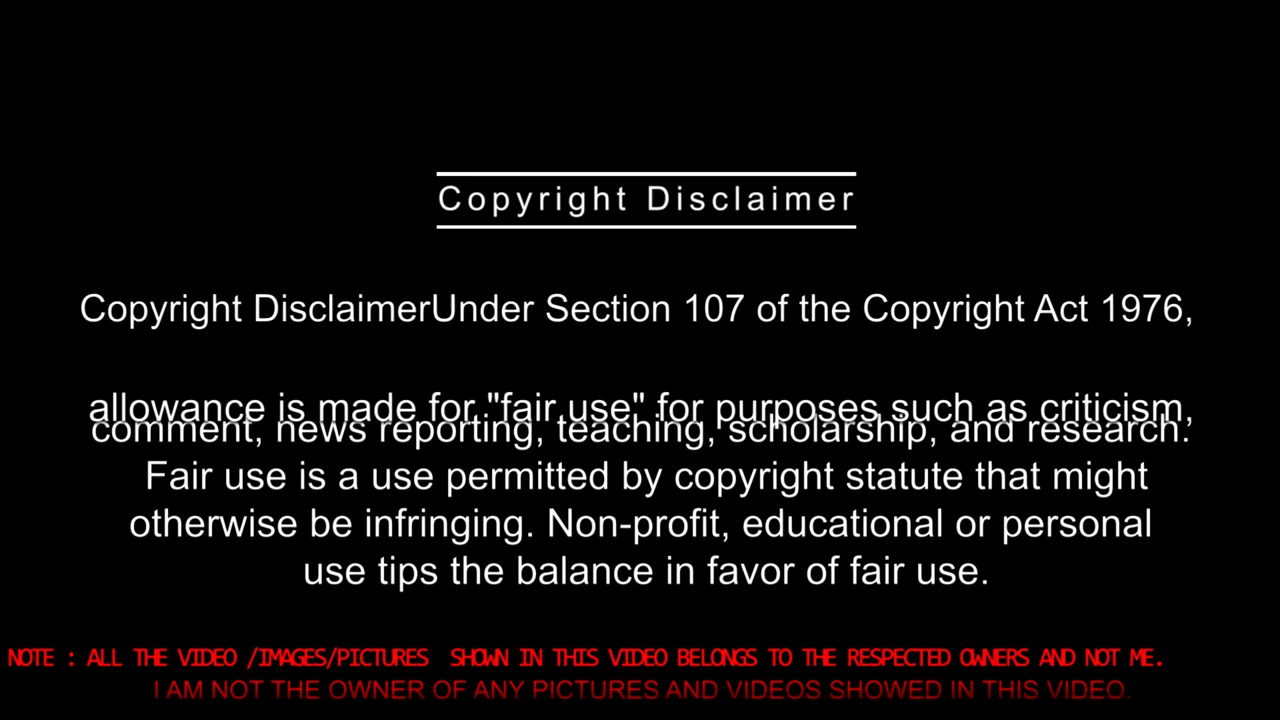 Copyright Disclaimer
Copyright DisclaimerUnder Section 107 of the Copyright Act 1976,
allowance is made for "fair use" for purposes such as criticism,
comment, news reporting, teaching, scholarship, and research.
Fair use is a use permitted by copyright statute that might
otherwise be infringing. Non-profit, educational or personal
use tips the balance in favor of fair use.
NOTE : ALL THE VIDEO /IMAGES/PICTURES SHOWN IN THIS VIDEO BELONGS TO THE RESPECTED OWNERS AND NOT ME.
I AM NOT THE OWNER OF ANY PICTURES AND VIDEOS SHOWED IN THIS VIDEO.